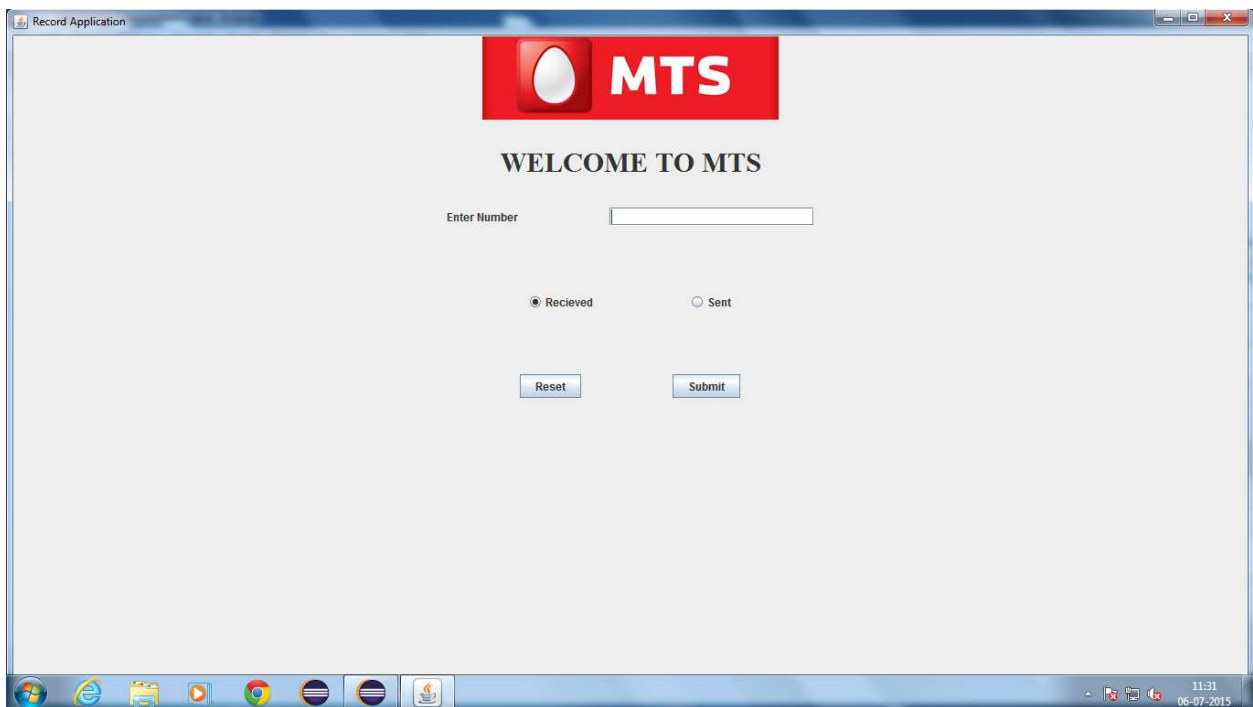 Record Application
MTS
WELCOME TO MTS
Enter Number
Recieved Sent
Reset Submit
11:31
06-07-2015